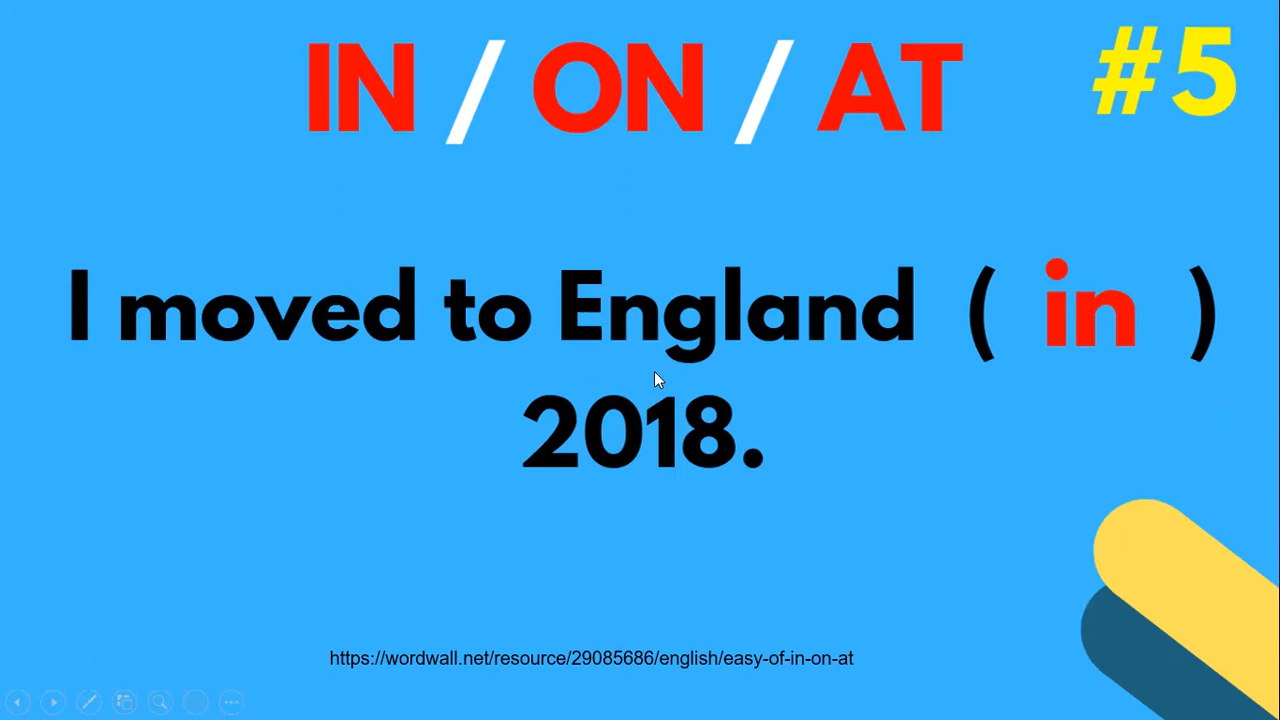 IN / ON / AT
#5
I moved to England ( in )
2018.
https://wordwall.net/resource/29085686/english/easy-of-in-on-at